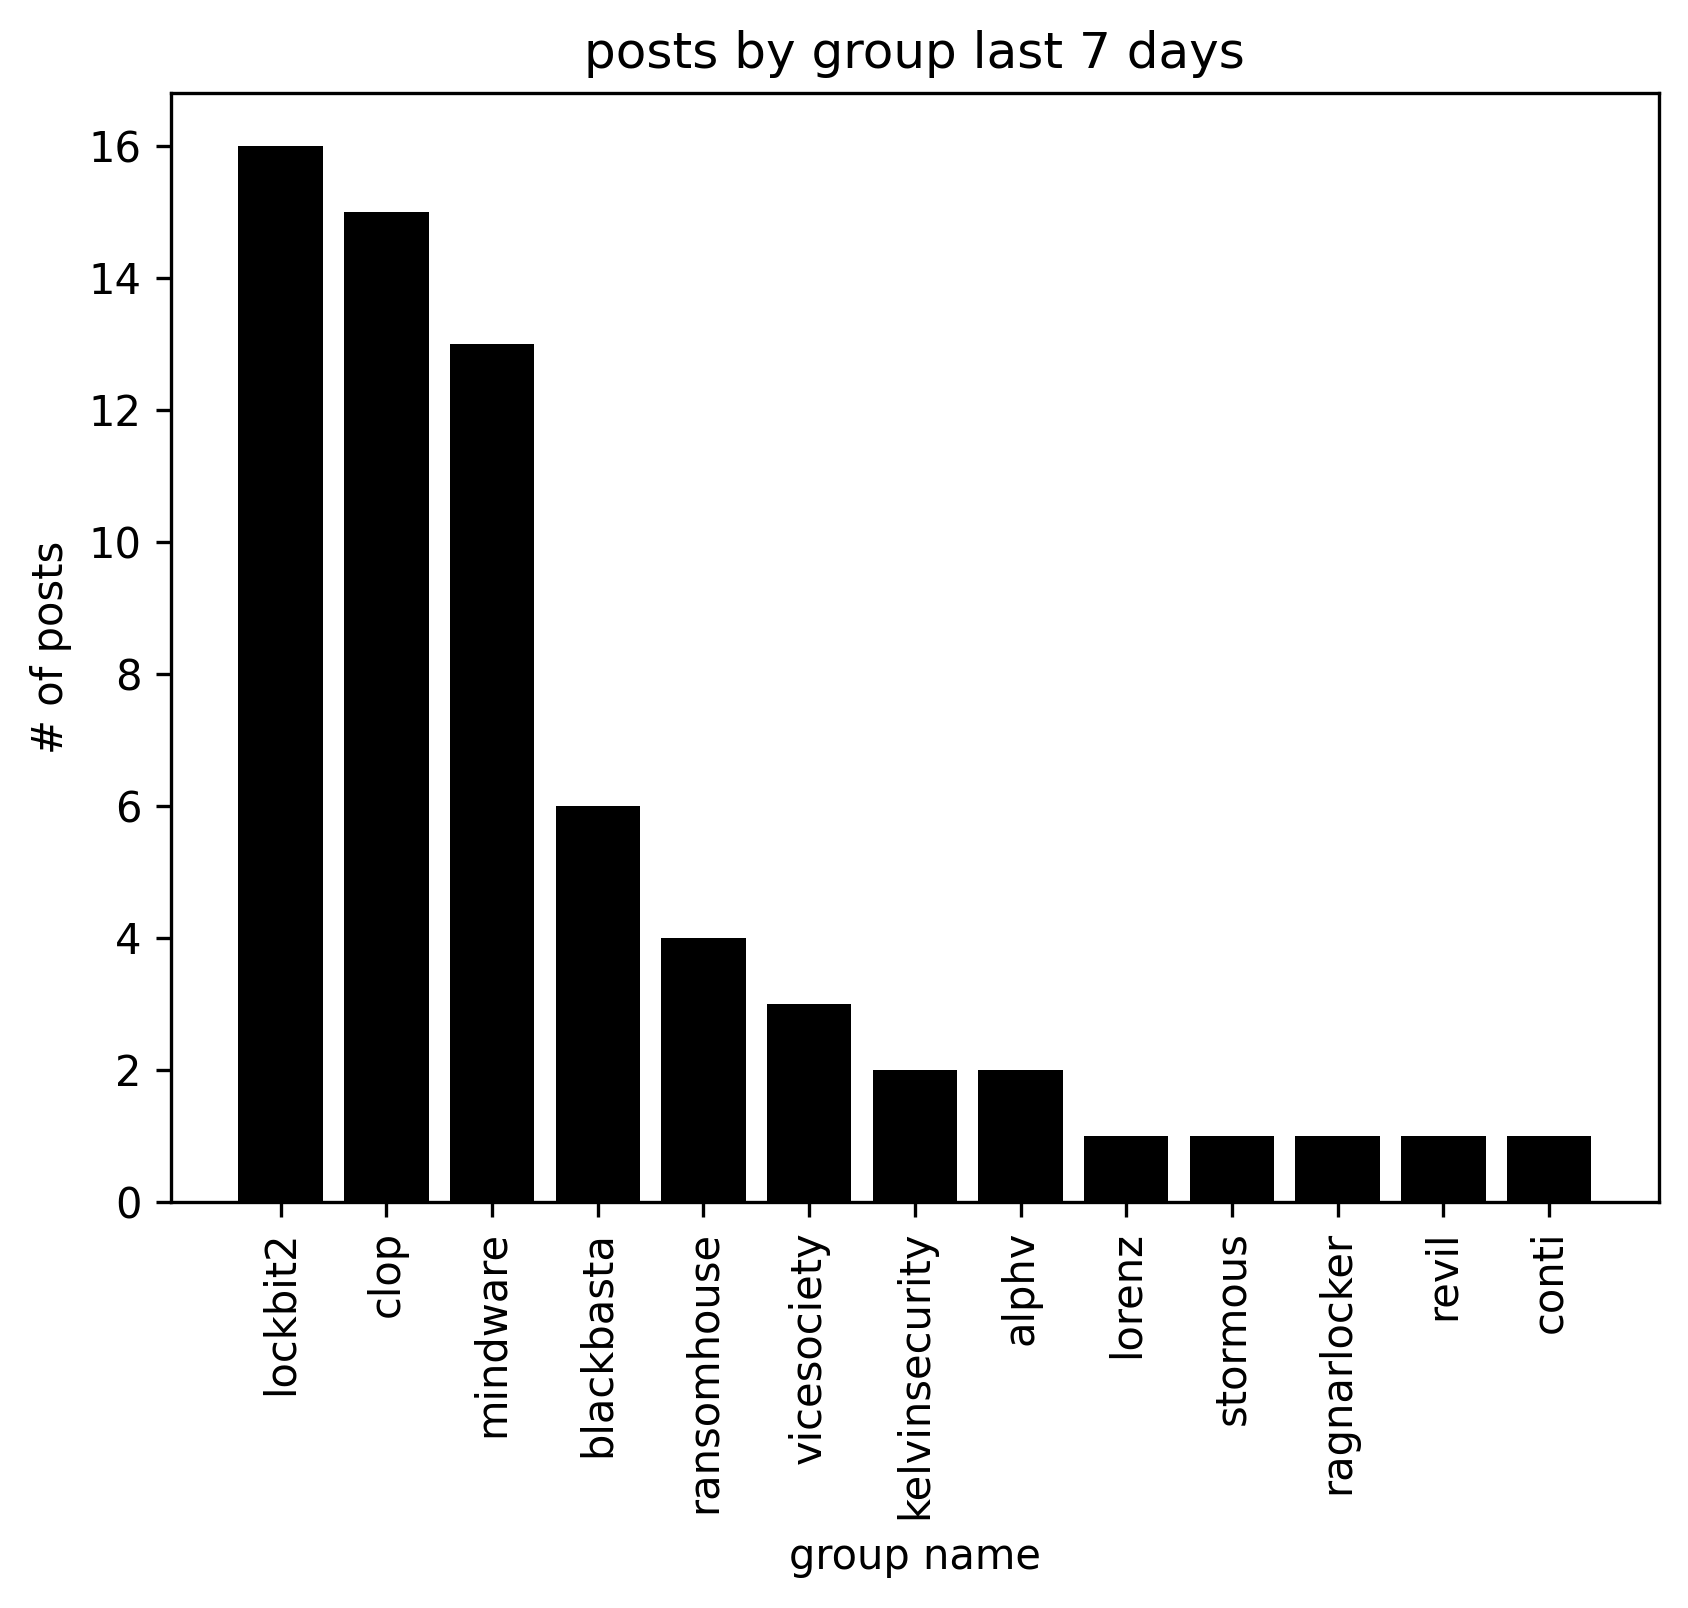 posts by group last 7 days
# of posts
16
14
12
10
8
6
4
2
0
lockbit2
clop
mindware
blackbasta
ransomhouse
vicesociety
kelvinsecurity
alphv
lorenz
stormous
ragnarlocker
revil
conti
group name